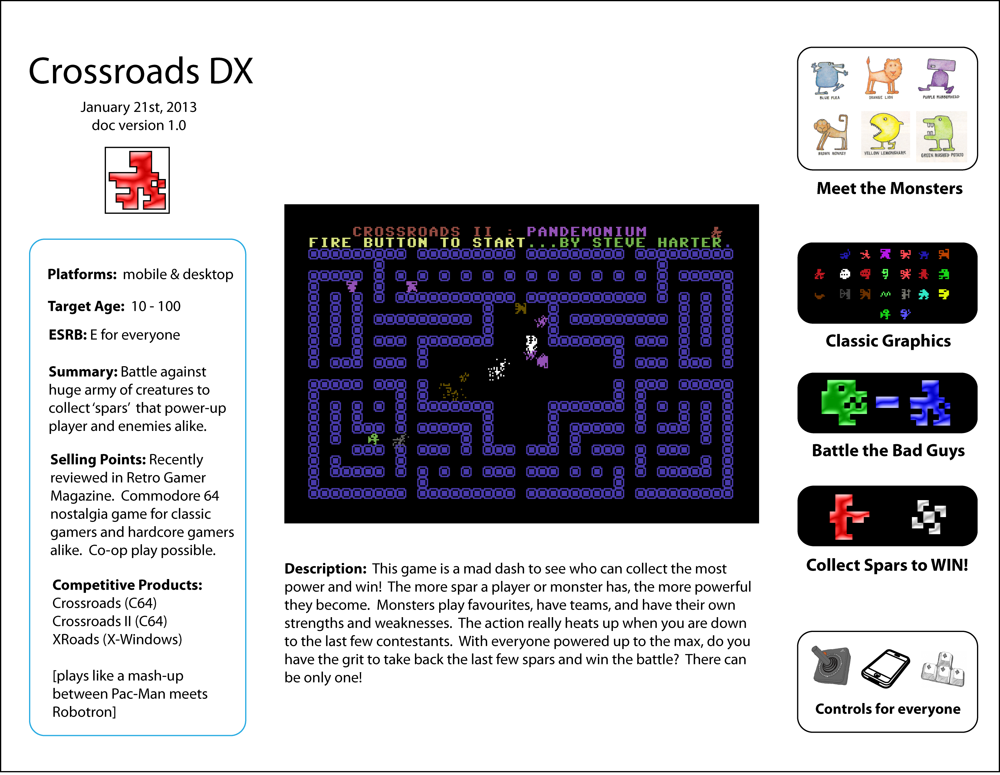 Crossroads DX
January 21st, 2013
doc version 1.0
Platforms: mobile & desktop
Target Age: 10 - 100
ESRB: E for everyone
Summary: Battle against
huge army of creatures to
collect 'spars' that power-up
player and enemies alike.
Selling Points: Recently
reviewed in Retro Gamer
Magazine. Commodore 64
nostalgia game for classic
gamers and hardcore gamers
alike. Co-op play possible.
Competitive Products:
Crossroads (C64)
Crossroads II (C64)
XRoads (X-Windows)
[plays like a mash-up
between Pac-Man meets
Robotron]
CROSSROADS II : PANDEMONIUM
FIRE BUTTON TO START...BY STEVE HARTER.
Description: This game is a mad dash to see who can collect the most
power and win! The more spar a player or monster has, the more powerful
they become. Monsters play favourites, have teams, and have their own
strengths and weaknesses. The action really heats up when you are down
to the last few contestants. With everyone powered up to the max, do you
have the grit to take back the last few spars and win the battle? There can
be only one!
BLUE FLEA
ORANGE LION
PURPLE RUBBERHEAD
BROWN MONKEY
YELLOW LEMONSHARK
GREEN MASHED POTATO
Meet the Monsters
Classic Graphics
Battle the Bad Guys
Collect Spars to WIN!
Controls for everyone